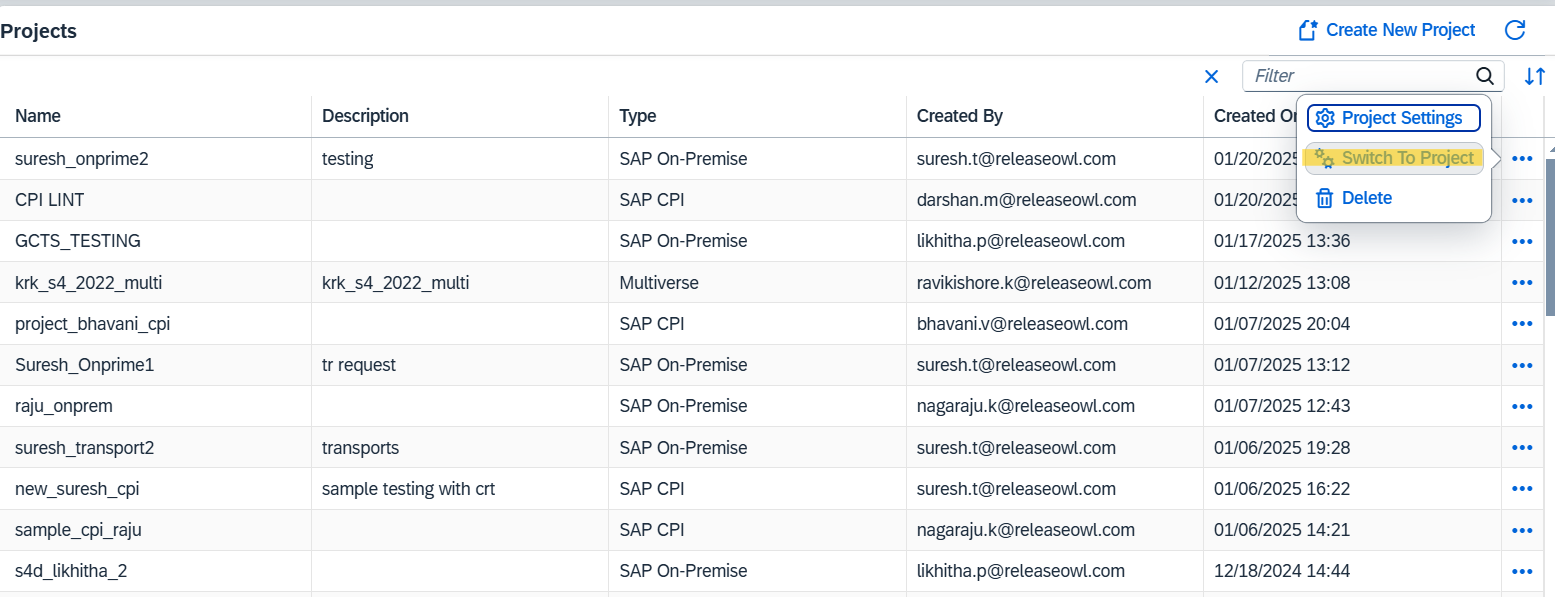 Projects
Create New Project
Filter
Name Description Type Created By Created On
Project Settings
Switch To Project
Delete
suresh_onprime2 testing SAP On-Premise suresh.t@releaseowl.com 01/20/2025
CPI LINT SAP CPI darshan.m@releaseowl.com 01/20/2025
GCTS_TESTING SAP On-Premise likhitha.p@releaseowl.com 01/17/2025 13:36
krk_s4_2022_multi krk_s4_2022_multi Multiverse ravikishore.k@releaseowl.com 01/12/2025 13:08
project_bhavani_cpi SAP CPI bhavani.v@releaseowl.com 01/07/2025 20:04
Suresh_Onprime1 tr request SAP On-Premise suresh.t@releaseowl.com 01/07/2025 13:12
raju_onprem SAP On-Premise nagaraju.k@releaseowl.com 01/07/2025 12:43
suresh_transport2 transports SAP On-Premise suresh.t@releaseowl.com 01/06/2025 19:28
new_suresh_cpi sample testing with crt SAP CPI suresh.t@releaseowl.com 01/06/2025 16:22
sample_cpi_raju SAP CPI nagaraju.k@releaseowl.com 01/06/2025 14:21
s4d_likhitha_2 SAP On-Premise likhitha.p@releaseowl.com 12/18/2024 14:44